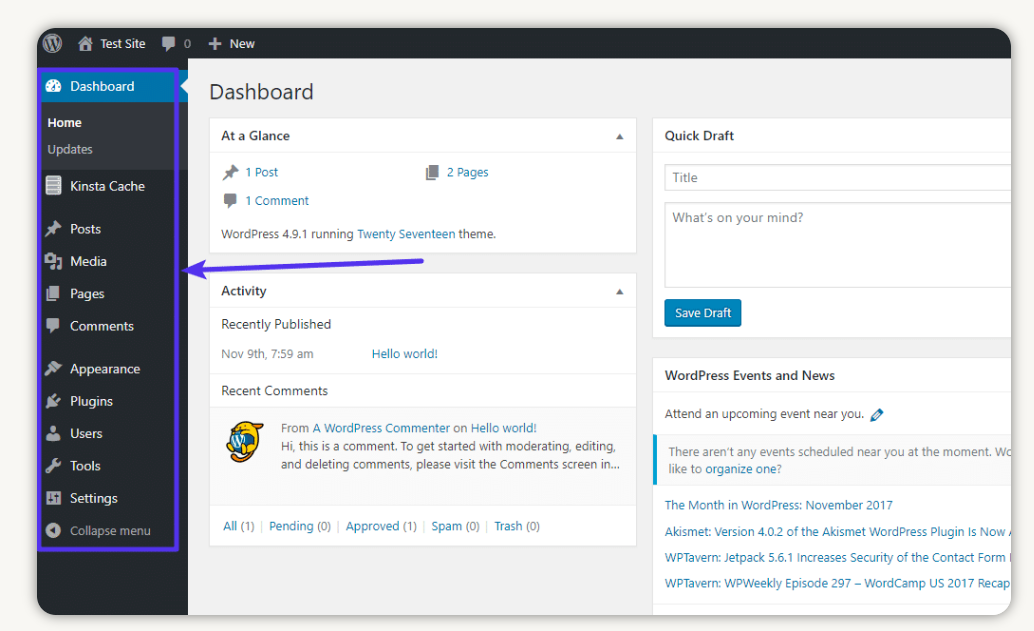 Test Site 0 New
Dashboard
Home
Updates
Kinsta Cache
Posts
Media
Pages
Comments
Appearance
Plugins
Users
Tools
Settings
Collapse menu
Dashboard
At a Glance
1 Post 2 Pages
1 Comment
WordPress 4.9.1 running Twenty Seventeen theme.
Activity
Recently Published
Nov 9th, 7:59 am Hello world!
Recent Comments
From A WordPress Commenter on Hello world!
Hi, this is a comment. To get started with moderating, editing,
and deleting comments, please visit the Comments screen in...
All (1) | Pending (0) | Approved (1) | Spam (0) | Trash (0)
Quick Draft
Title
What's on your mind?
Save Draft
WordPress Events and News
Attend an upcoming event near you.
There aren't any events scheduled near you at the moment.
like to organize one?
The Month in WordPress: November 2017
Akismet: Version 4.0.2 of the Akismet WordPress Plugin Is Now
WPTavern: Jetpack 5.6.1 Increases Security of the Contact Form
WPTavern: WPWeekly Episode 297 – WordCamp US 2017 Recap